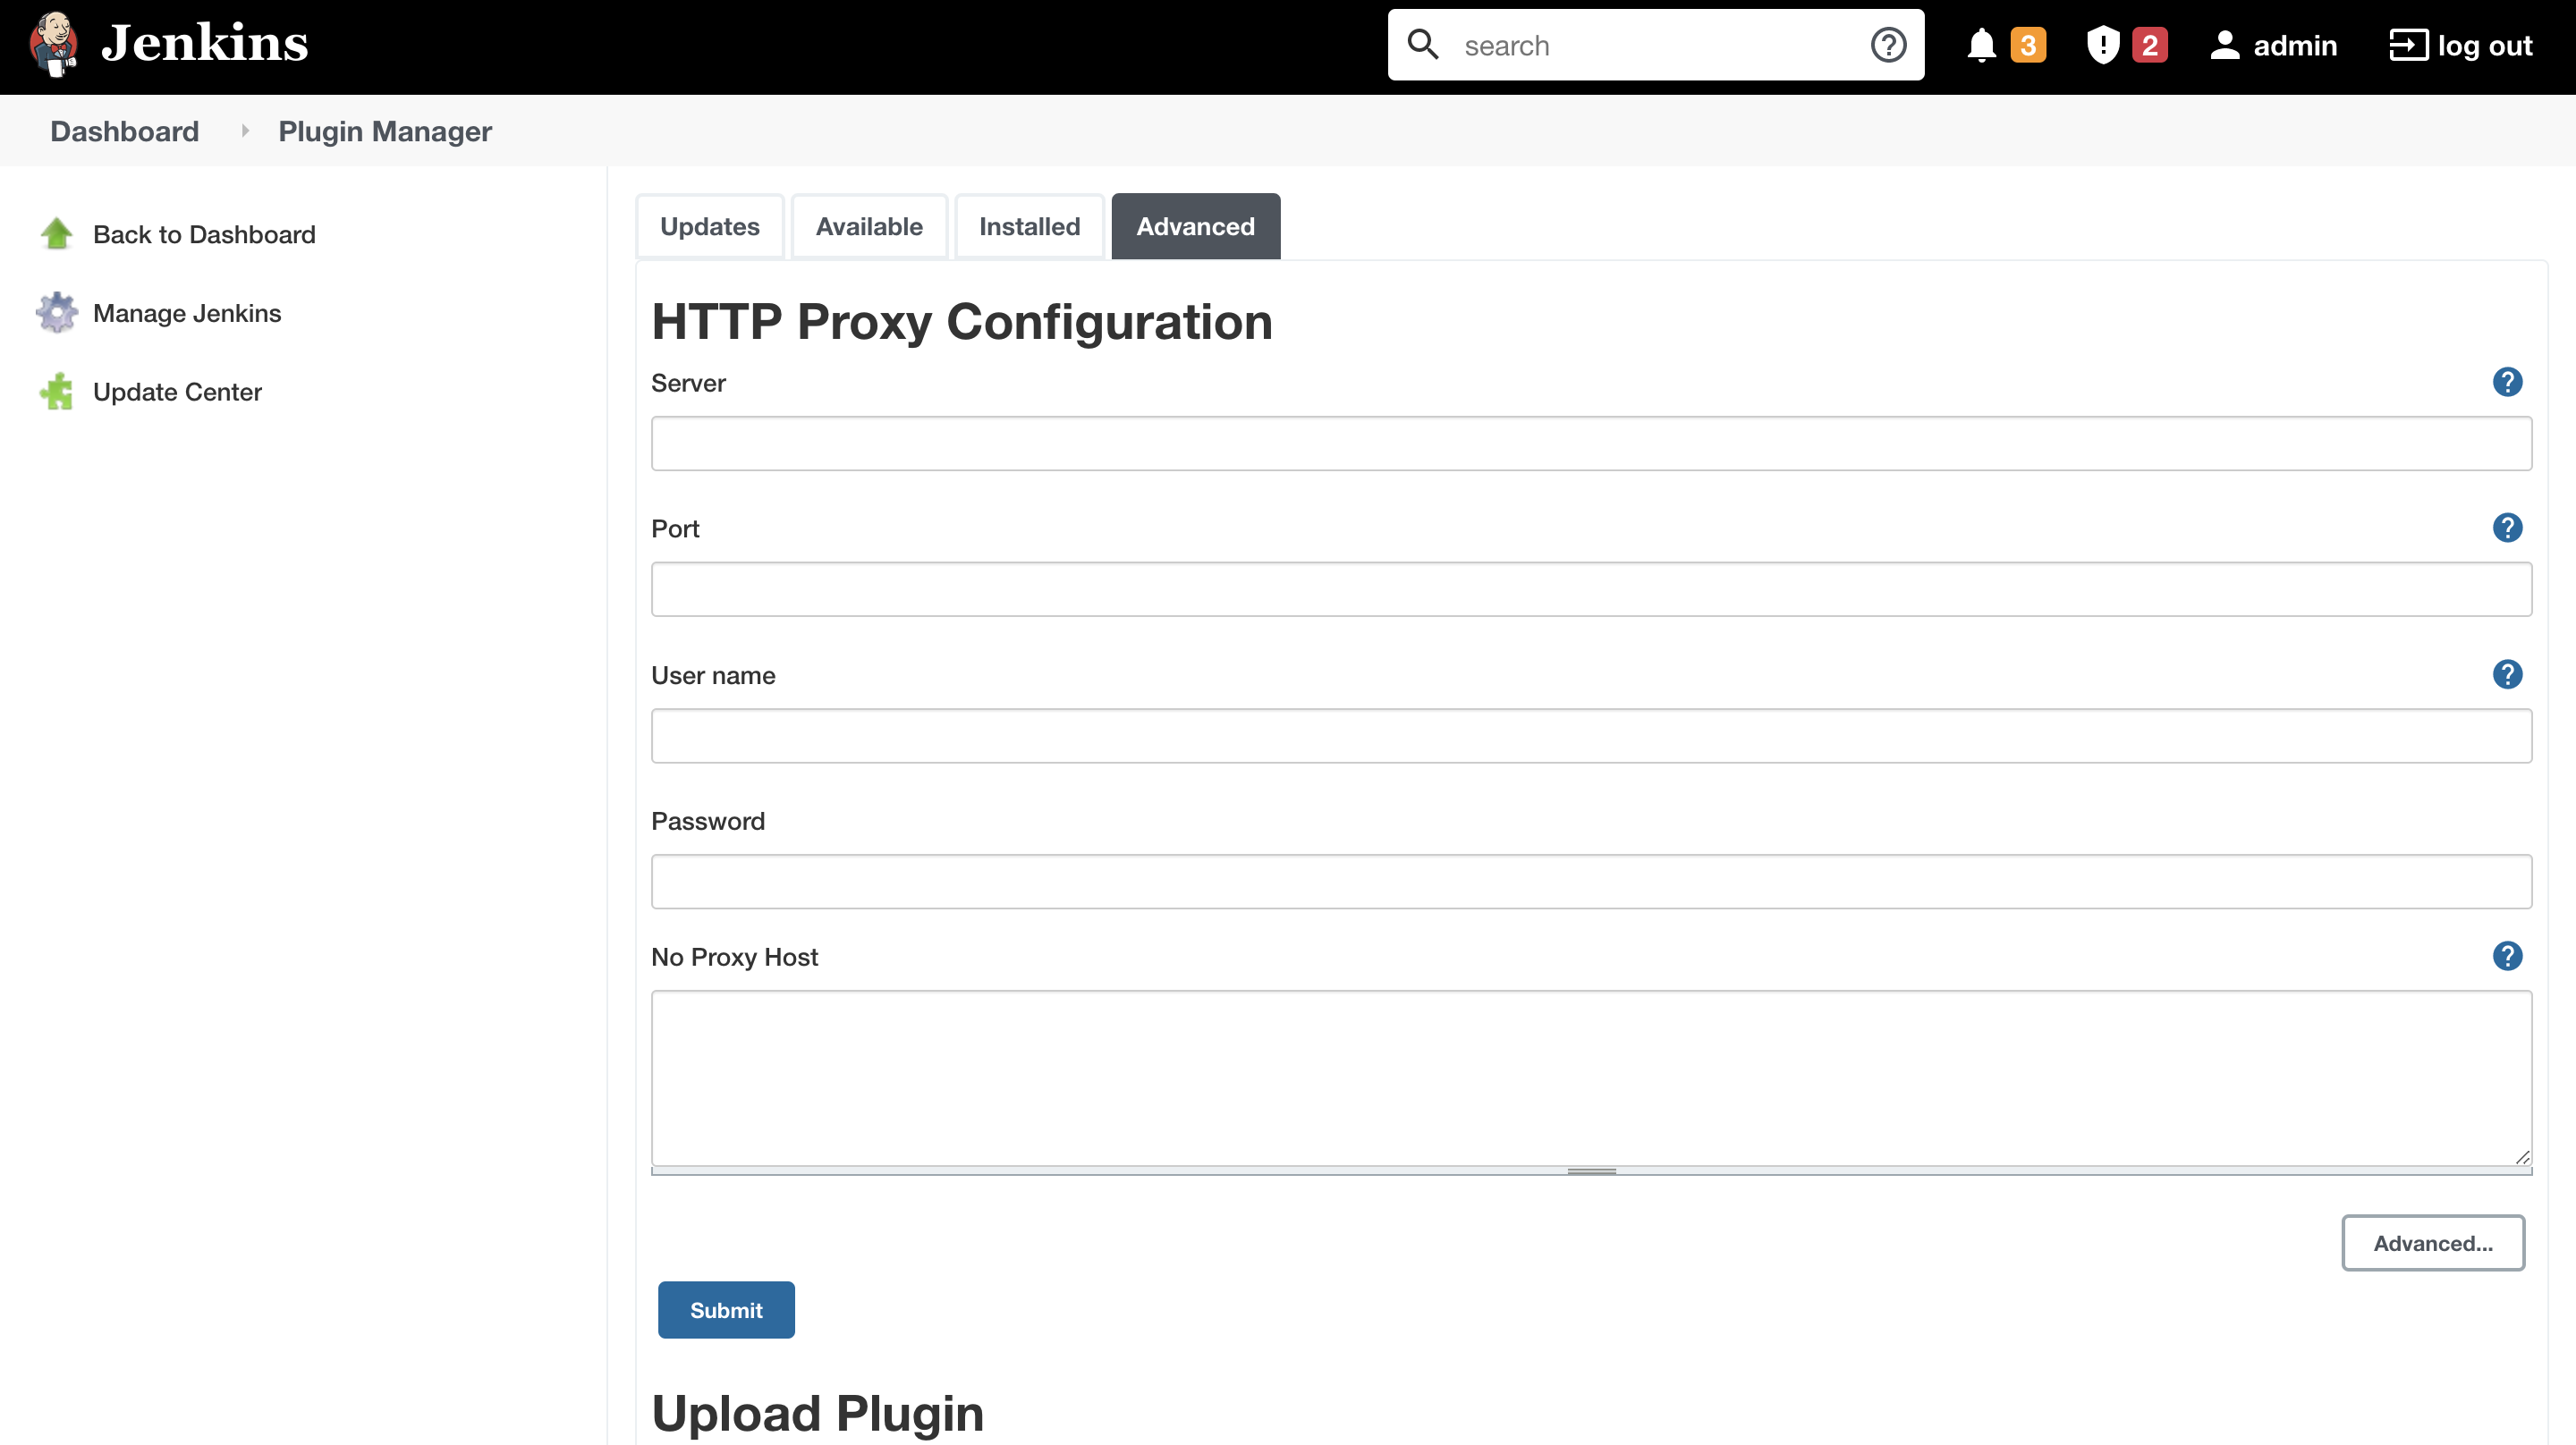 Jenkins
search
3
2
admin
log out
Dashboard
Plugin Manager
Back to Dashboard
Manage Jenkins
Update Center
Updates
Available
Installed
Advanced
HTTP Proxy Configuration
Server
Port
User name
Password
No Proxy Host
Advanced...
Submit
Upload Plugin